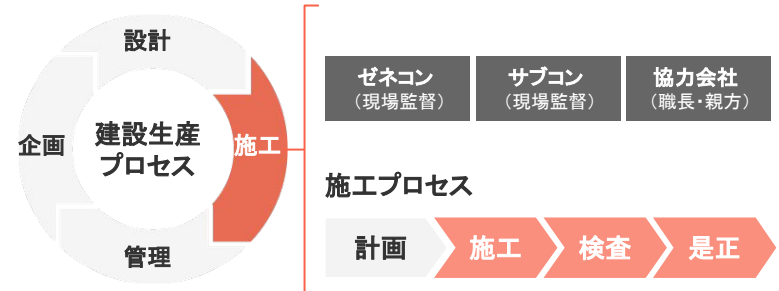 設計
企画
建設生産
プロセス
施工
管理
ゼネコン
（現場監督）
サブコン
（現場監督）
協力会社
（職長・親方）
施工プロセス
計画
施工
検査
是正